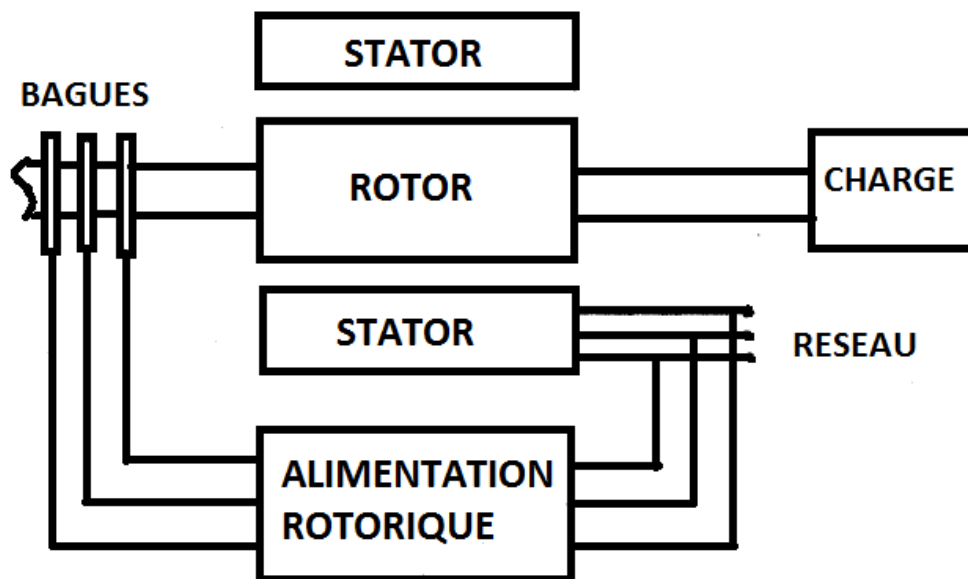 STATOR
BAGUES
ROTOR
CHARGE
STATOR
RESEAU
ALIMENTATION
ROTORIQUE